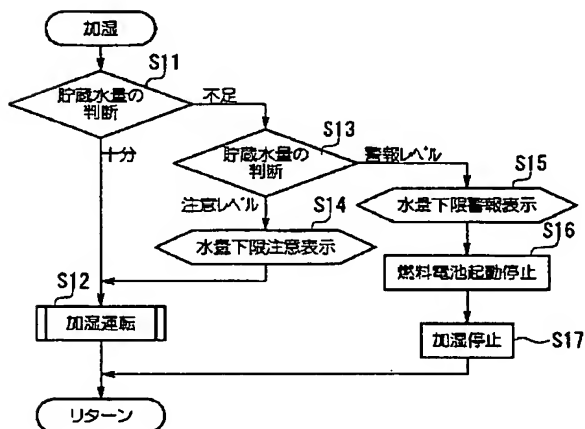 加湿
S11
貯蔵水量の
判断
不足
S13
十分
貯蔵水量の
判断
警報レベル
S15
注意レベル
S14
水量下限警報表示
水量下限注意表示
S16
燃料電池起動停止
S12
加湿運転
加湿停止
S17
リターン